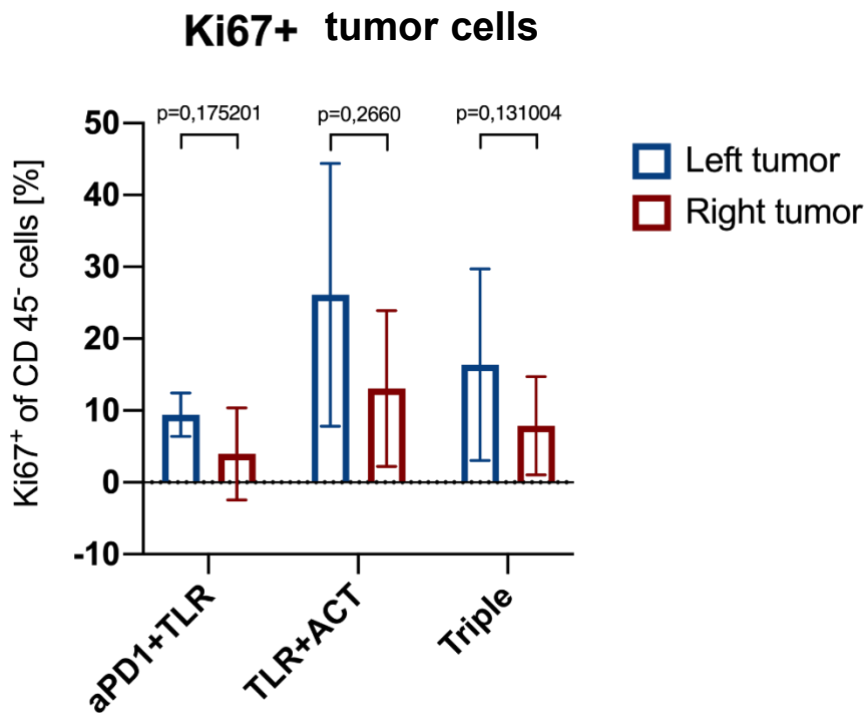 Ki67+ tumor cells
p=0,175201 p=0,2660 p=0,131004
50
40
30
20
10
0
-10
Ki67⁺ of CD 45⁻ cells [%]
aPD1+TLR
TLR+ACT
Triple
Left tumor
Right tumor